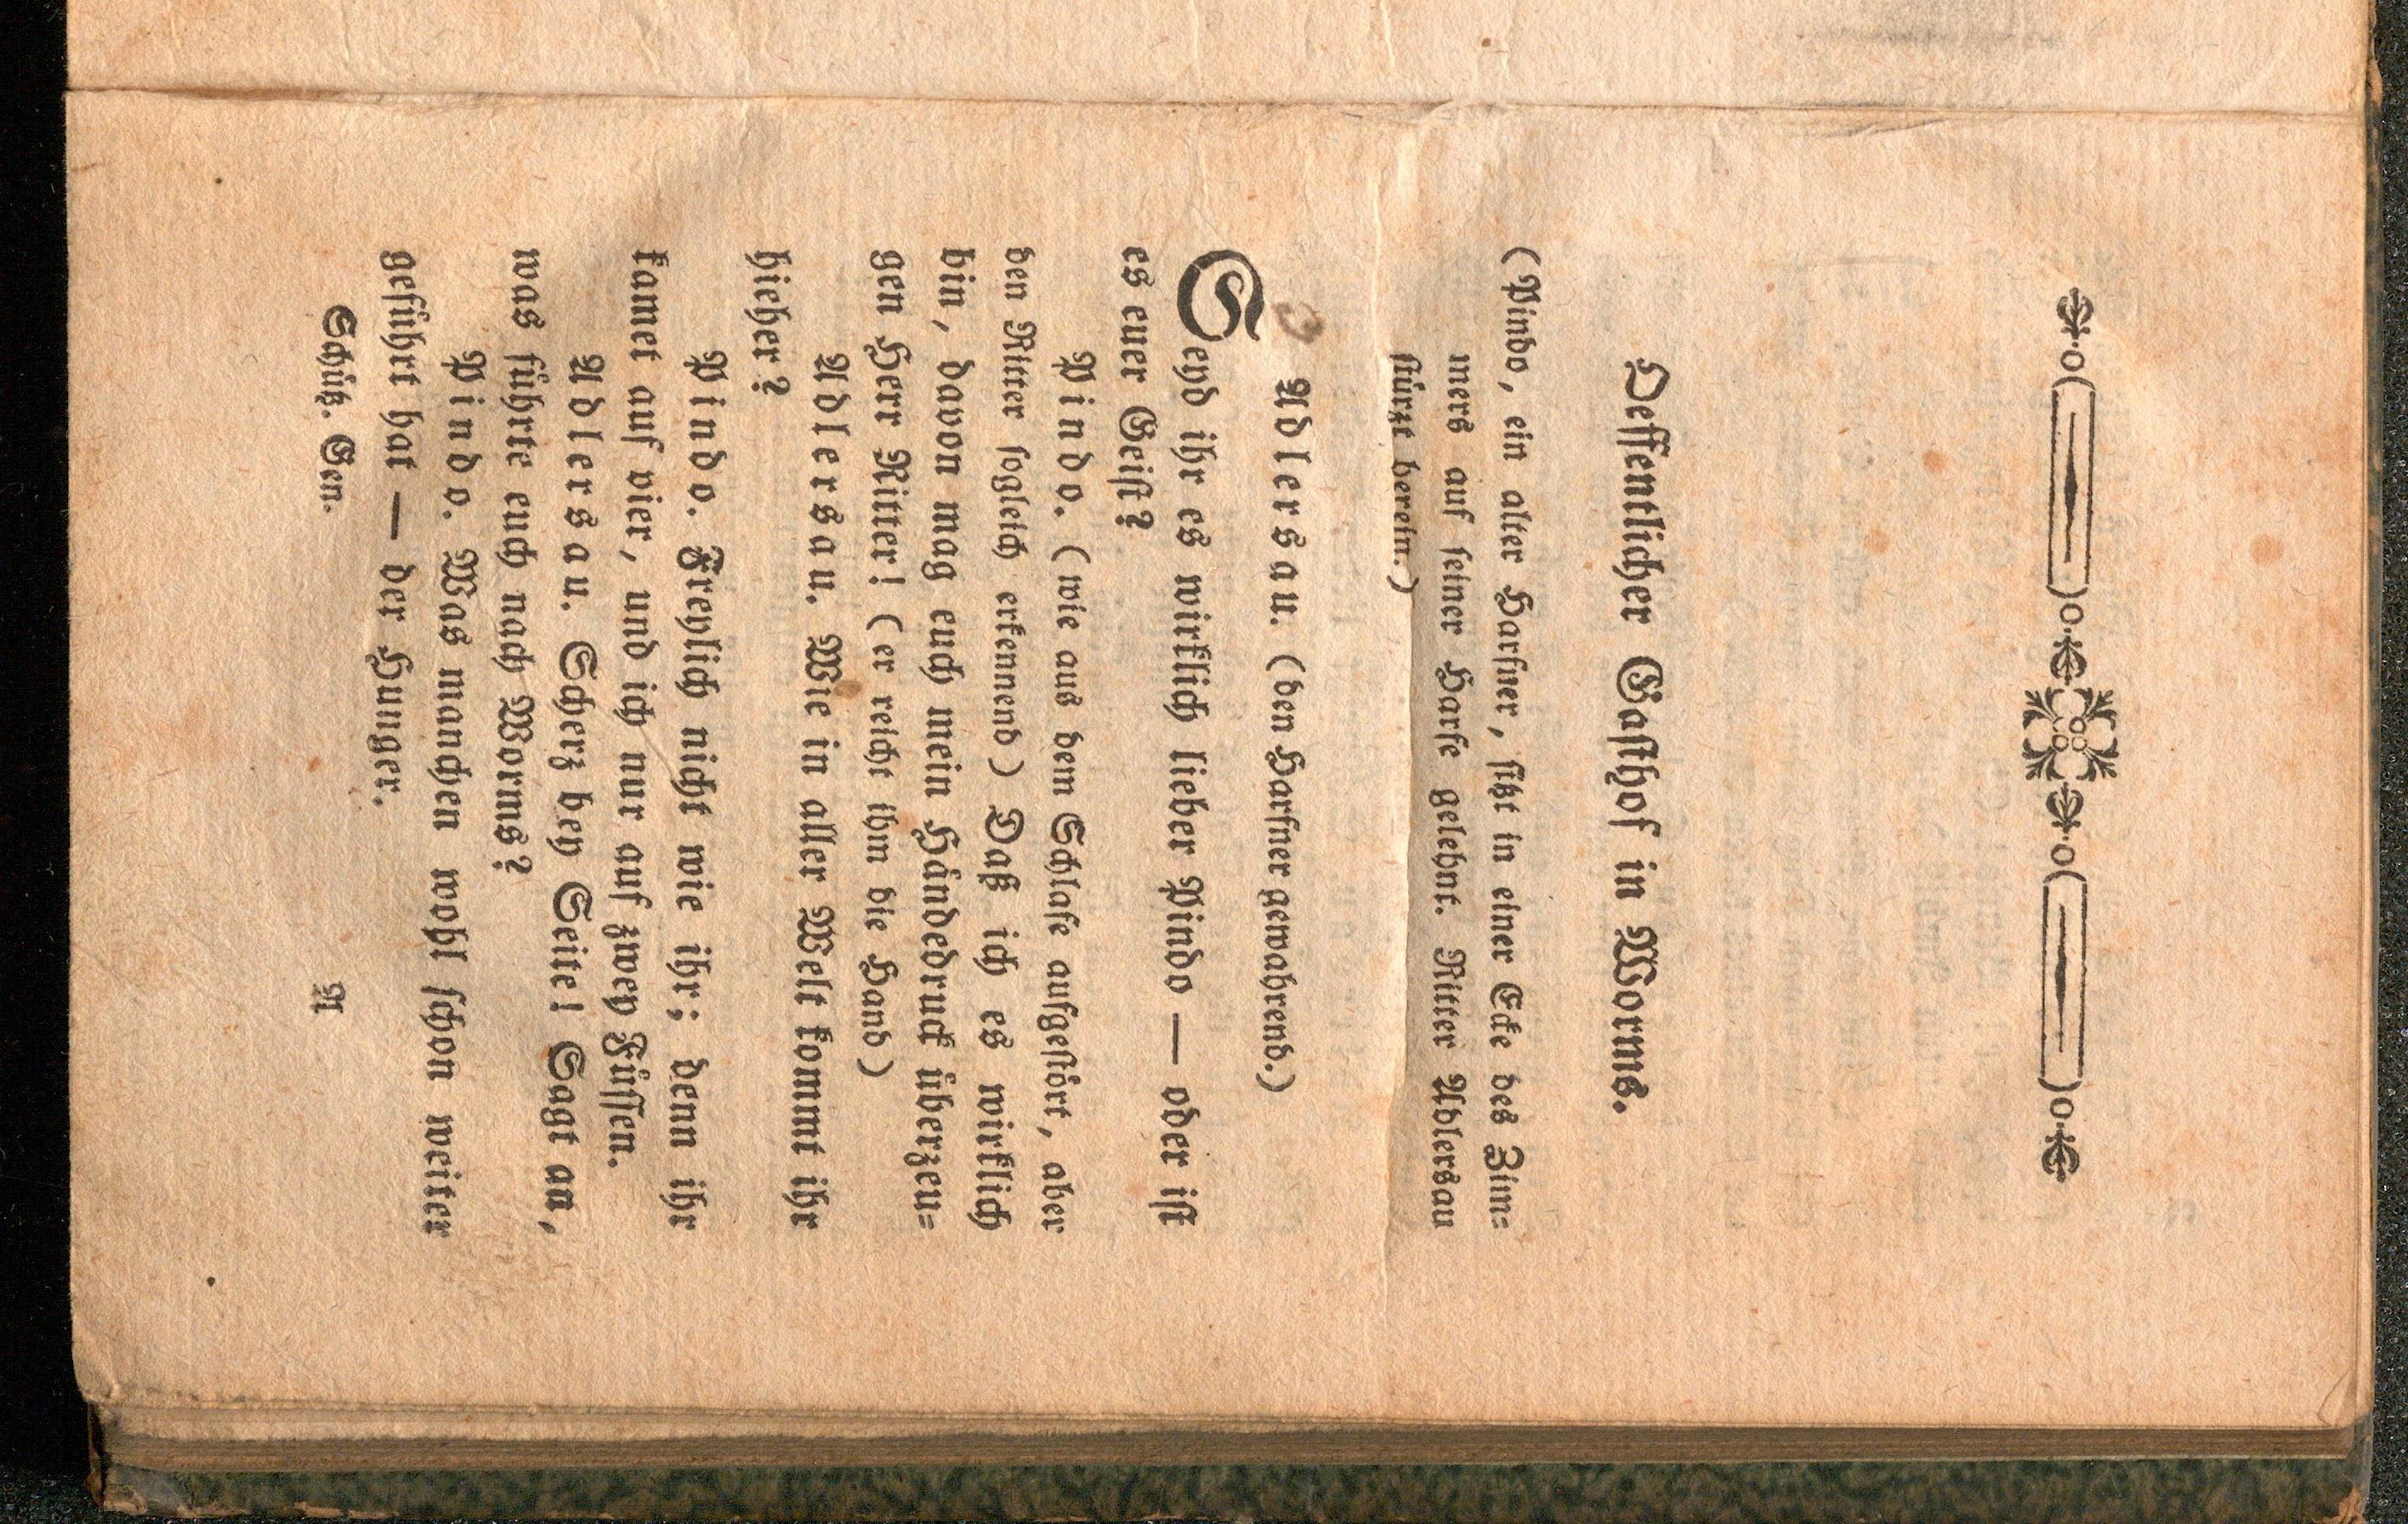 Oeffentlicher Gasthof in Worms.
(Pindo, ein alter Harfner, sitzt in einer Ecke des Zim-
mers auf seiner Harfe gelehnt. Ritter Adlersau
stürzt herein.)
Adlersau. (den Harfner gewahrend.)
Seyd ihr es wirklich lieber Pindo — oder ist
es euer Geist?
Pindo. (wie aus dem Schlafe aufgestört, aber
den Ritter sogleich erkennend) Daß ich es wirklich
bin, davon mag euch mein Händedruck überzeu-
gen Herr Ritter! (er reicht ihm die Hand)
Adlersau. Wie in aller Welt kommt ihr
hieher?
Pindo. Freylich nicht wie ihr; denn ihr
kamet auf vier, und ich nur auf zwey Füssen.
Adlersau. Scherz bey Seite! Sagt an,
was führte euch nach Worms?
Pindo. Was manchen wohl schon weiter
geführt hat — der Hunger.
Schütz. Gen.
A